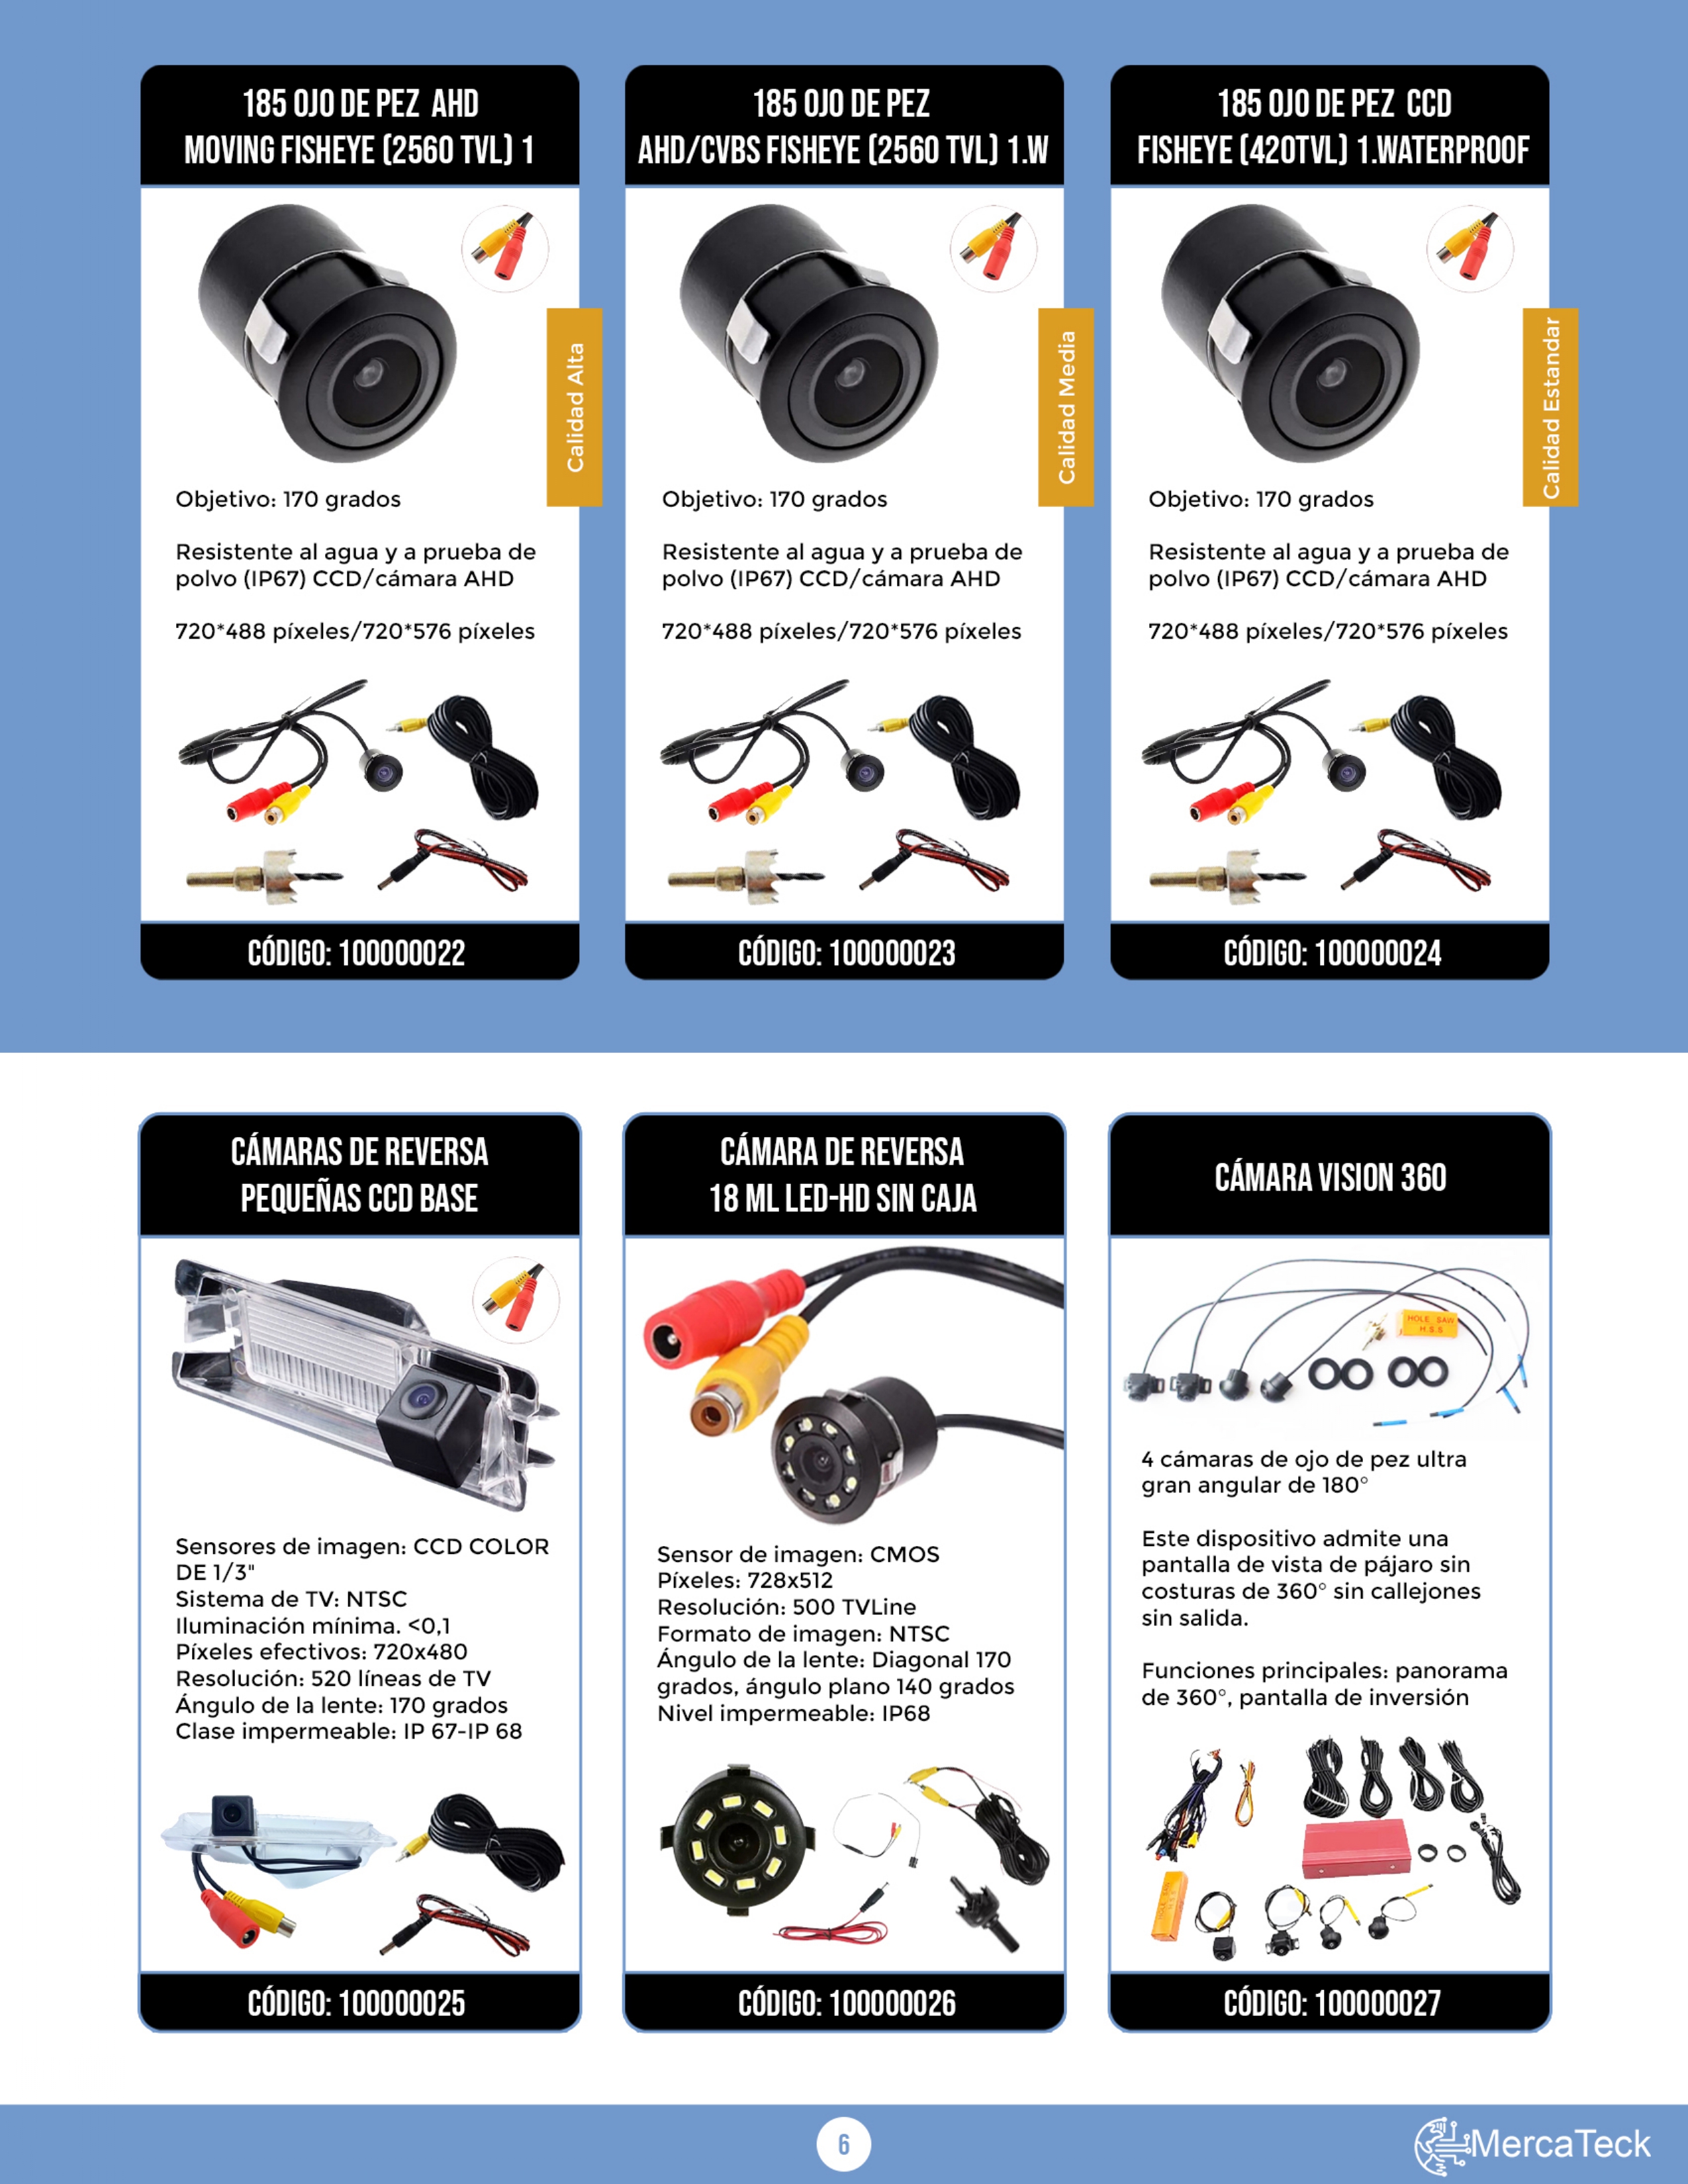 185 OJO DE PEZ AHD
MOVING FISHEYE (2560 TVL) 1
Calidad Alta
Objetivo: 170 grados
Resistente al agua y a prueba de
polvo (IP67) CCD/cámara AHD
720*488 píxeles/720*576 píxeles
CÓDIGO: 100000022
185 OJO DE PEZ
AHD/CVBS FISHEYE (2560 TVL) 1.W
Calidad Media
Objetivo: 170 grados
Resistente al agua y a prueba de
polvo (IP67) CCD/cámara AHD
720*488 píxeles/720*576 píxeles
CÓDIGO: 100000023
185 OJO DE PEZ CCD
FISHEYE (420TVL) 1.WATERPROOF
Calidad Estandar
Objetivo: 170 grados
Resistente al agua y a prueba de
polvo (IP67) CCD/cámara AHD
720*488 píxeles/720*576 píxeles
CÓDIGO: 100000024
CÁMARAS DE REVERSA
PEQUEÑAS CCD BASE
Sensores de imagen: CCD COLOR
DE 1/3"
Sistema de TV: NTSC
Iluminación mínima. <0,1
Píxeles efectivos: 720x480
Resolución: 520 líneas de TV
Ángulo de la lente: 170 grados
Clase impermeable: IP 67-IP 68
CÓDIGO: 100000025
CÁMARA DE REVERSA
18 ML LED-HD SIN CAJA
Sensor de imagen: CMOS
Píxeles: 728x512
Resolución: 500 TVLine
Formato de imagen: NTSC
Ángulo de la lente: Diagonal 170
grados, ángulo plano 140 grados
Nivel impermeable: IP68
CÓDIGO: 100000026
CÁMARA VISION 360
HOLE SAW
H.S.S
4 cámaras de ojo de pez ultra
gran angular de 180°
Este dispositivo admite una
pantalla de vista de pájaro sin
costuras de 360° sin callejones
sin salida.
Funciones principales: panorama
de 360°, pantalla de inversión
CÓDIGO: 100000027
6
MercaTeck